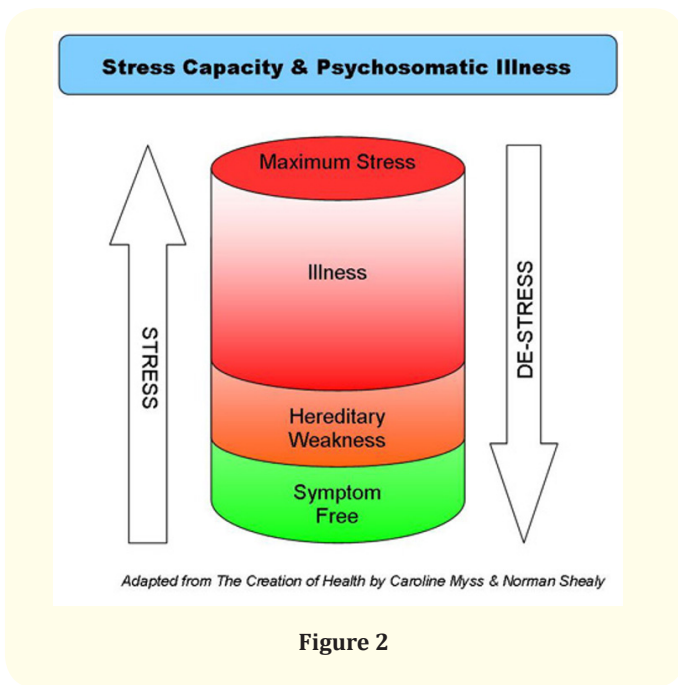 Stress Capacity & Psychosomatic Illness
Maximum Stress
Illness
STRESS
DE-STRESS
Hereditary
Weakness
Symptom
Free
Adapted from The Creation of Health by Caroline Myss & Norman Shealy
Figure 2